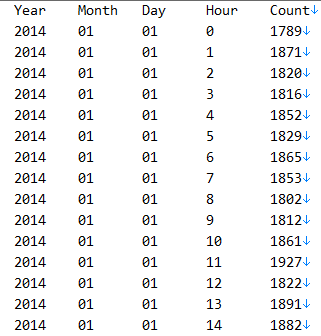 Year Month Day Hour Count↓
2014 01 01 0 1789↓
2014 01 01 1 1871↓
2014 01 01 2 1820↓
2014 01 01 3 1816↓
2014 01 01 4 1852↓
2014 01 01 5 1829↓
2014 01 01 6 1865↓
2014 01 01 7 1853↓
2014 01 01 8 1802↓
2014 01 01 9 1812↓
2014 01 01 10 1861↓
2014 01 01 11 1927↓
2014 01 01 12 1822↓
2014 01 01 13 1891↓
2014 01 01 14 1882↓